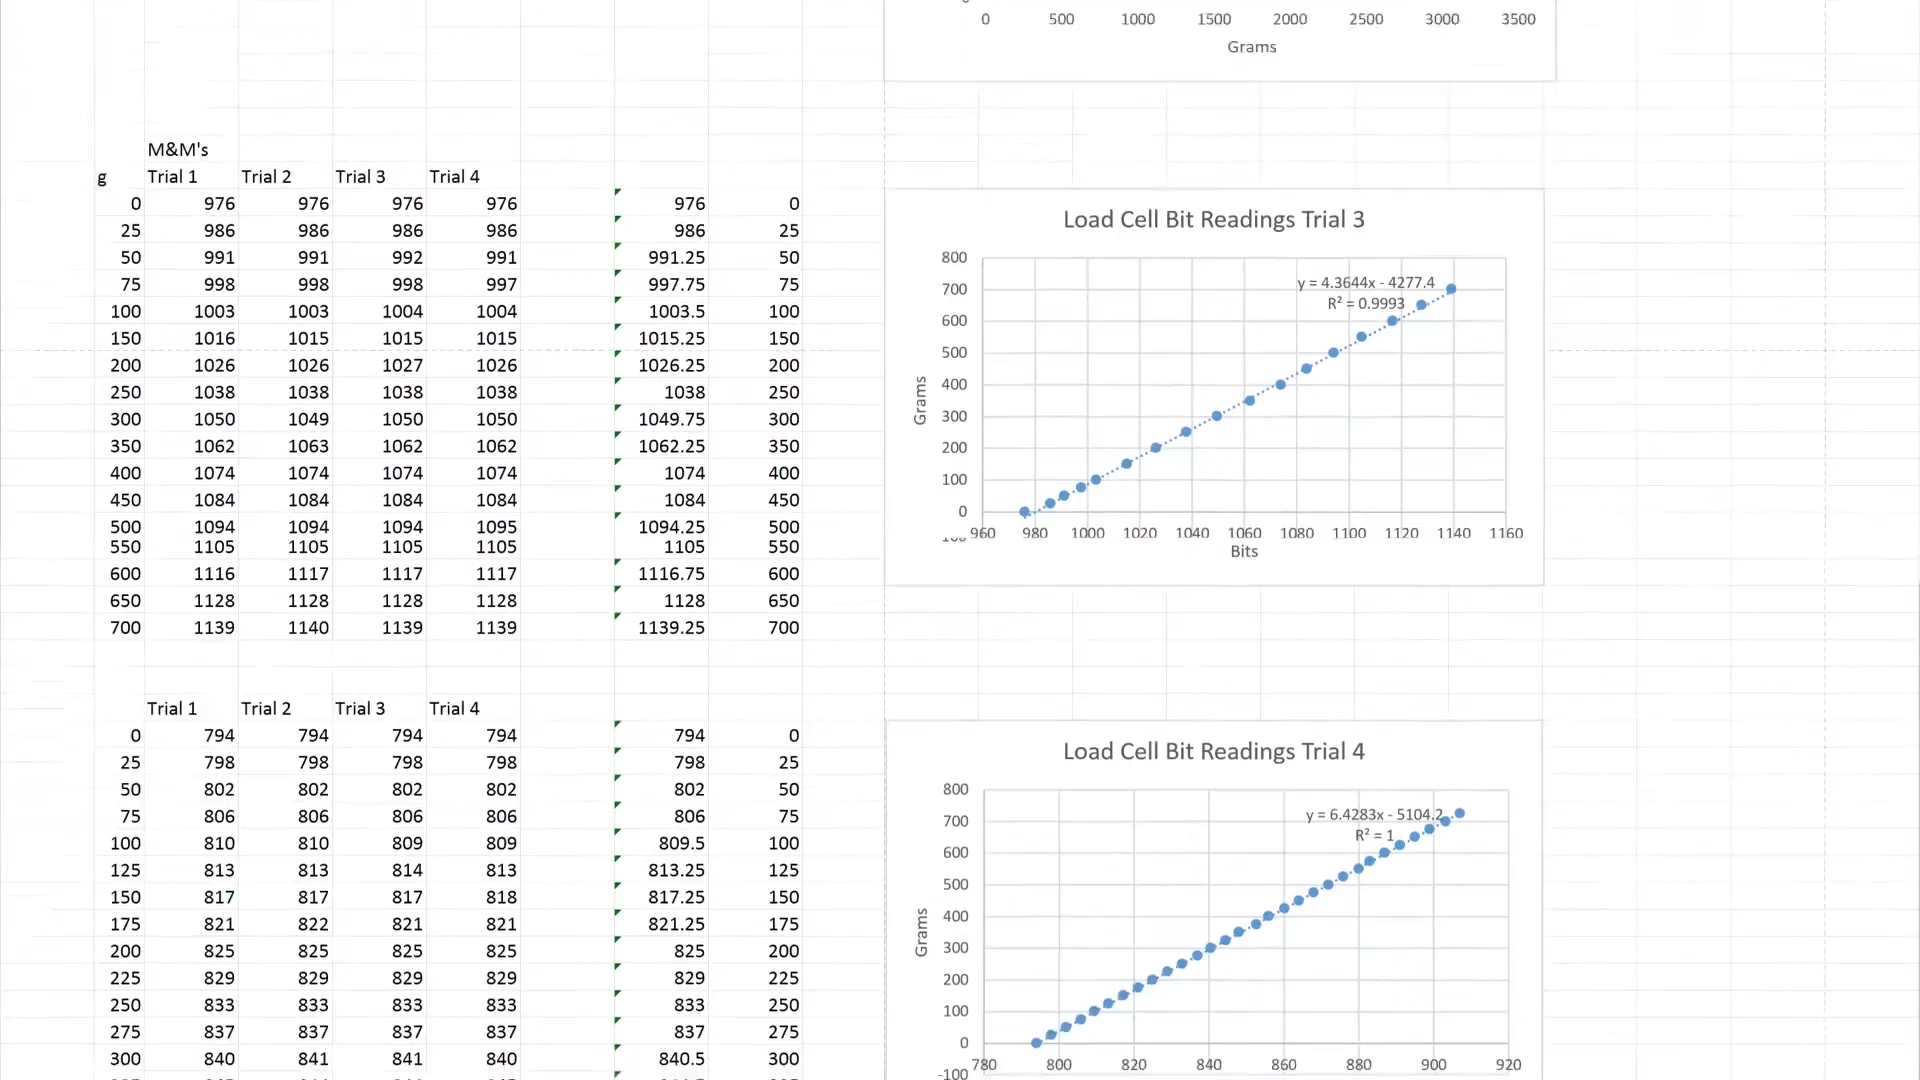 0 500 1000 1500 2000 2500 3000 3500
Grams
M&M's
g Trial 1 Trial 2 Trial 3 Trial 4
0 976 976 976 976 976 0
25 986 986 986 986 986 25
50 991 991 992 991 991.25 50
75 998 998 998 997 997.75 75
100 1003 1003 1004 1004 1003.5 100
150 1016 1015 1015 1015 1015.25 150
200 1026 1026 1027 1026 1026.25 200
250 1038 1038 1038 1038 1038 250
300 1050 1049 1050 1050 1049.75 300
350 1062 1063 1062 1062 1062.25 350
400 1074 1074 1074 1074 1074 400
450 1084 1084 1084 1084 1084 450
500 1094 1094 1094 1095 1094.25 500
550 1105 1105 1105 1105 1105 550
600 1116 1117 1117 1117 1116.75 600
650 1128 1128 1128 1128 1128 650
700 1139 1140 1139 1139 1139.25 700
Load Cell Bit Readings Trial 3
800
700
600
500
400
300
200
100
0
Grams
y = 4.3644x - 4277.4
R² = 0.9993
960 980 1000 1020 1040 1060 1080 1100 1120 1140 1160
Bits
Trial 1 Trial 2 Trial 3 Trial 4
0 794 794 794 794 794 0
25 798 798 798 798 798 25
50 802 802 802 802 802 50
75 806 806 806 806 806 75
100 810 810 809 809 809.5 100
125 813 813 814 813 813.25 125
150 817 817 817 818 817.25 150
175 821 822 821 821 821.25 175
200 825 825 825 825 825 200
225 829 829 829 829 829 225
250 833 833 833 833 833 250
275 837 837 837 837 837 275
300 840 841 841 840 840.5 300
Load Cell Bit Readings Trial 4
800
700
600
500
400
300
200
100
0
-100
Grams
y = 6.4283x - 5104.2
R² = 1
780 800 820 840 860 880 900 920